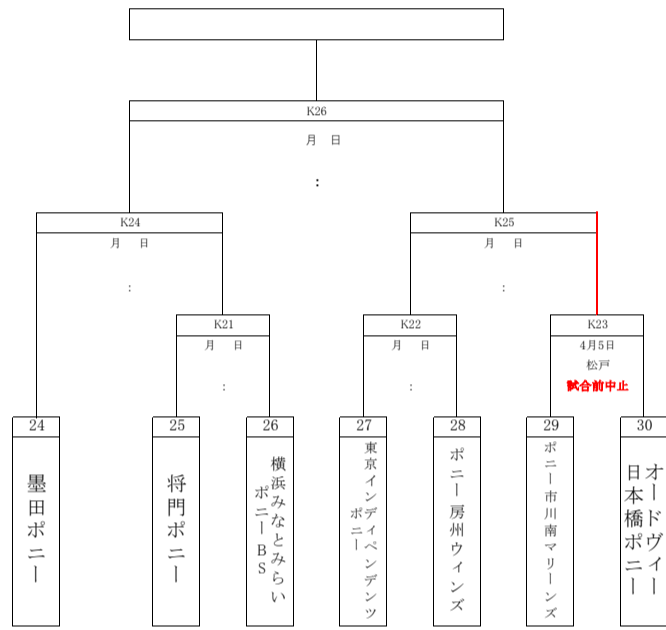 K26
月 日
:
K24
月 日
:
K25
月 日
:
K21
月 日
:
K22
月 日
:
K23
4月5日
松戸
試合前中止
24
墨田ポニー
25
将門ポニー
26
横浜みなとみらい
ポニーBS
27
東京インディペンデンツ
ポニー
28
ポニー房州ウィンズ
29
ポニー市川南マリーンズ
30
オードヴィー
日本橋ポニー